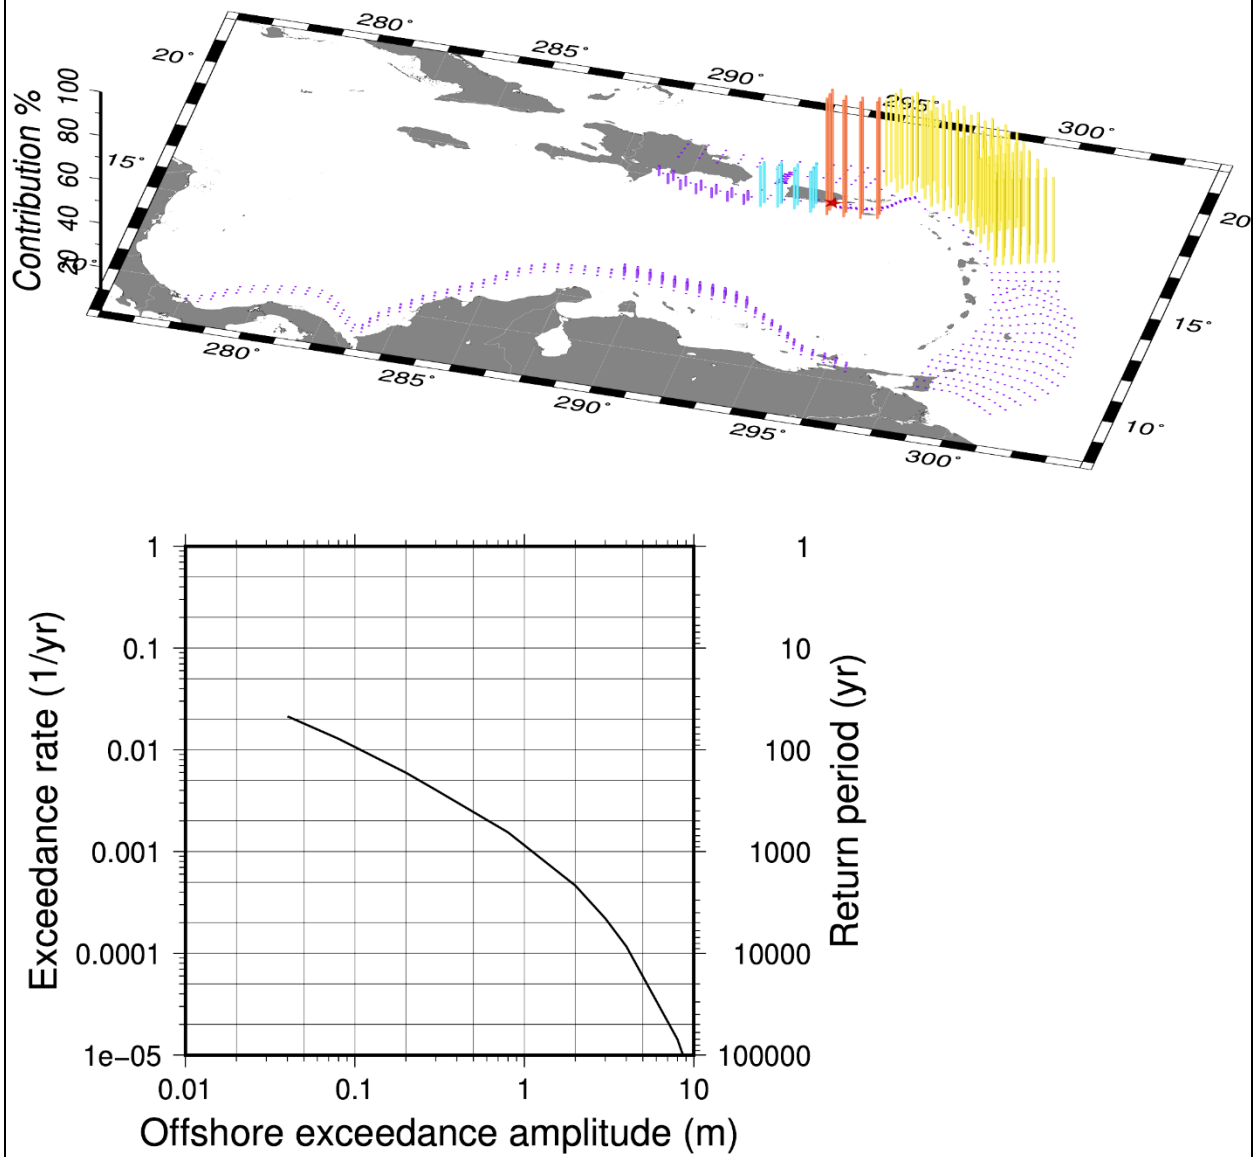 280° 285° 290° 295° 300°
20° 15° 20°
Contribution %
100
80
60
40
20
20
15°
10°
280° 285° 290° 295° 300°
Exceedance rate (1/yr)
1
0.1
0.01
0.001
0.0001
1e−05
1
10
100
1000
10000
100000
Return period (yr)
0.01 0.1 1 10
Offshore exceedance amplitude (m)